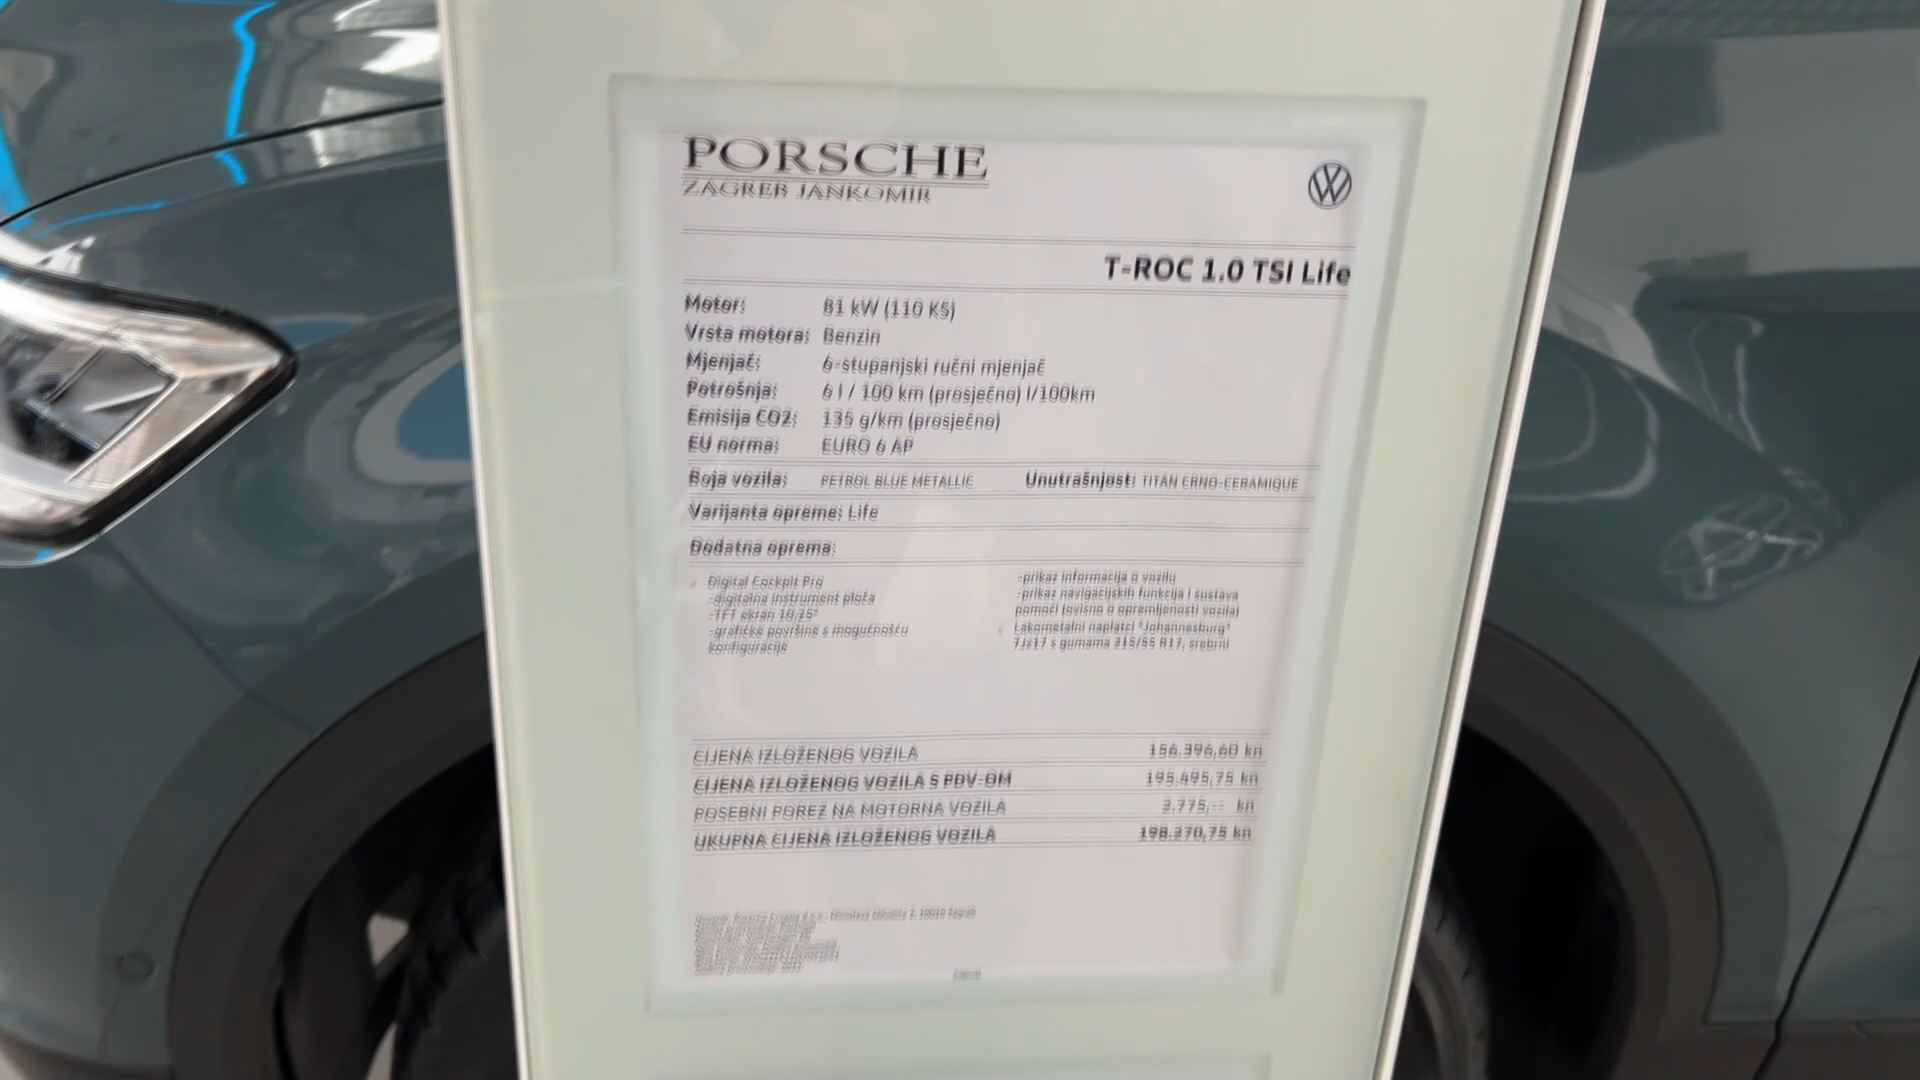 PORSCHE
ZAGREB JANKOMIR
T-ROC 1.0 TSI Life
Motor: 81 kW (110 KS)
Vrsta motora: Benzin
Mjenjač: 6-stupanjski ručni mjenjač
Potrošnja: 6 l / 100 km (prosječno) l/100km
Emisija CO2: 135 g/km (prosječno)
EU norma: EURO 6 AP
Boja vozila: PETROL BLUE METALLIC Unutrašnjost: TITAN CRNO-CERAMIQUE
Varijanta opreme: Life
Dodatna oprema:
Digital Cockpit Pro
-digitalna instrument ploča
-TFT ekran 10,25"
-grafičke površine s mogućnošću
konfiguracije
-prikaz informacija o vozilu
-prikaz navigacijskih funkcija i sustava
pomoći (ovisno o opremljenosti vozila)
Lakometalni naplatci "Johannesburg"
7Jx17 s gumama 215/55 R17, srebrni
CIJENA IZLOŽENOG VOZILA 156.396,60 kn
CIJENA IZLOŽENOG VOZILA S PDV-OM 195.495,75 kn
POSEBNI POREZ NA MOTORNA VOZILA 2.775,-- kn
UKUPNA CIJENA IZLOŽENOG VOZILA 198.270,75 kn